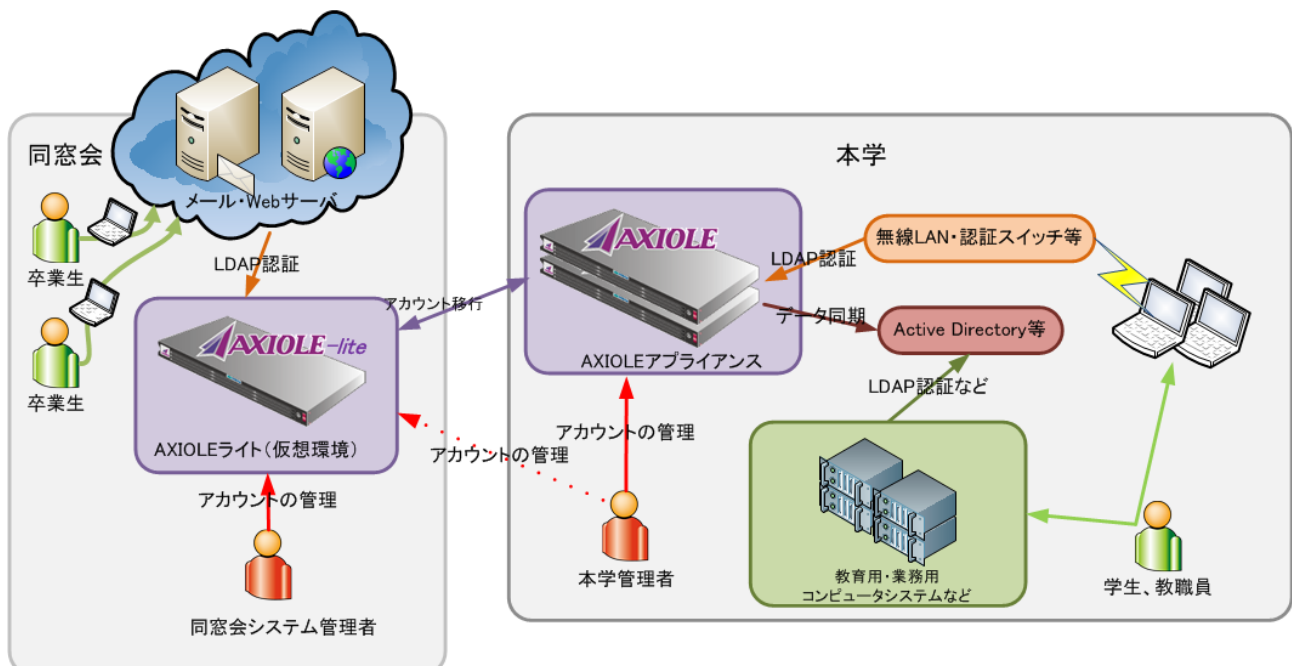 同窓会
メール・Webサーバ
卒業生
卒業生
LDAP認証
アカウント移行
AXIOLE-lite
AXIOLEライト（仮想環境）
アカウントの管理
同窓会システム管理者
アカウントの管理
本学
AXIOLE
AXIOLEアプライアンス
LDAP認証
無線LAN・認証スイッチ等
データ同期
Active Directory等
LDAP認証など
アカウントの管理
本学管理者
教育用・業務用
コンピュータシステムなど
学生、教職員